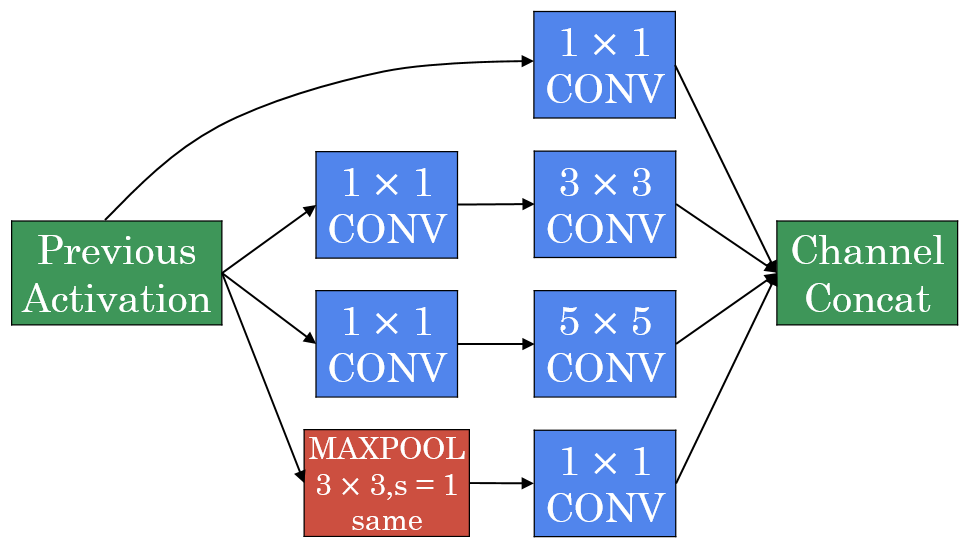 1 × 1
CONV
1 × 1
CONV
3 × 3
CONV
Previous
Activation
Channel
Concat
1 × 1
CONV
5 × 5
CONV
MAXPOOL
3 × 3,s = 1
same
1 × 1
CONV